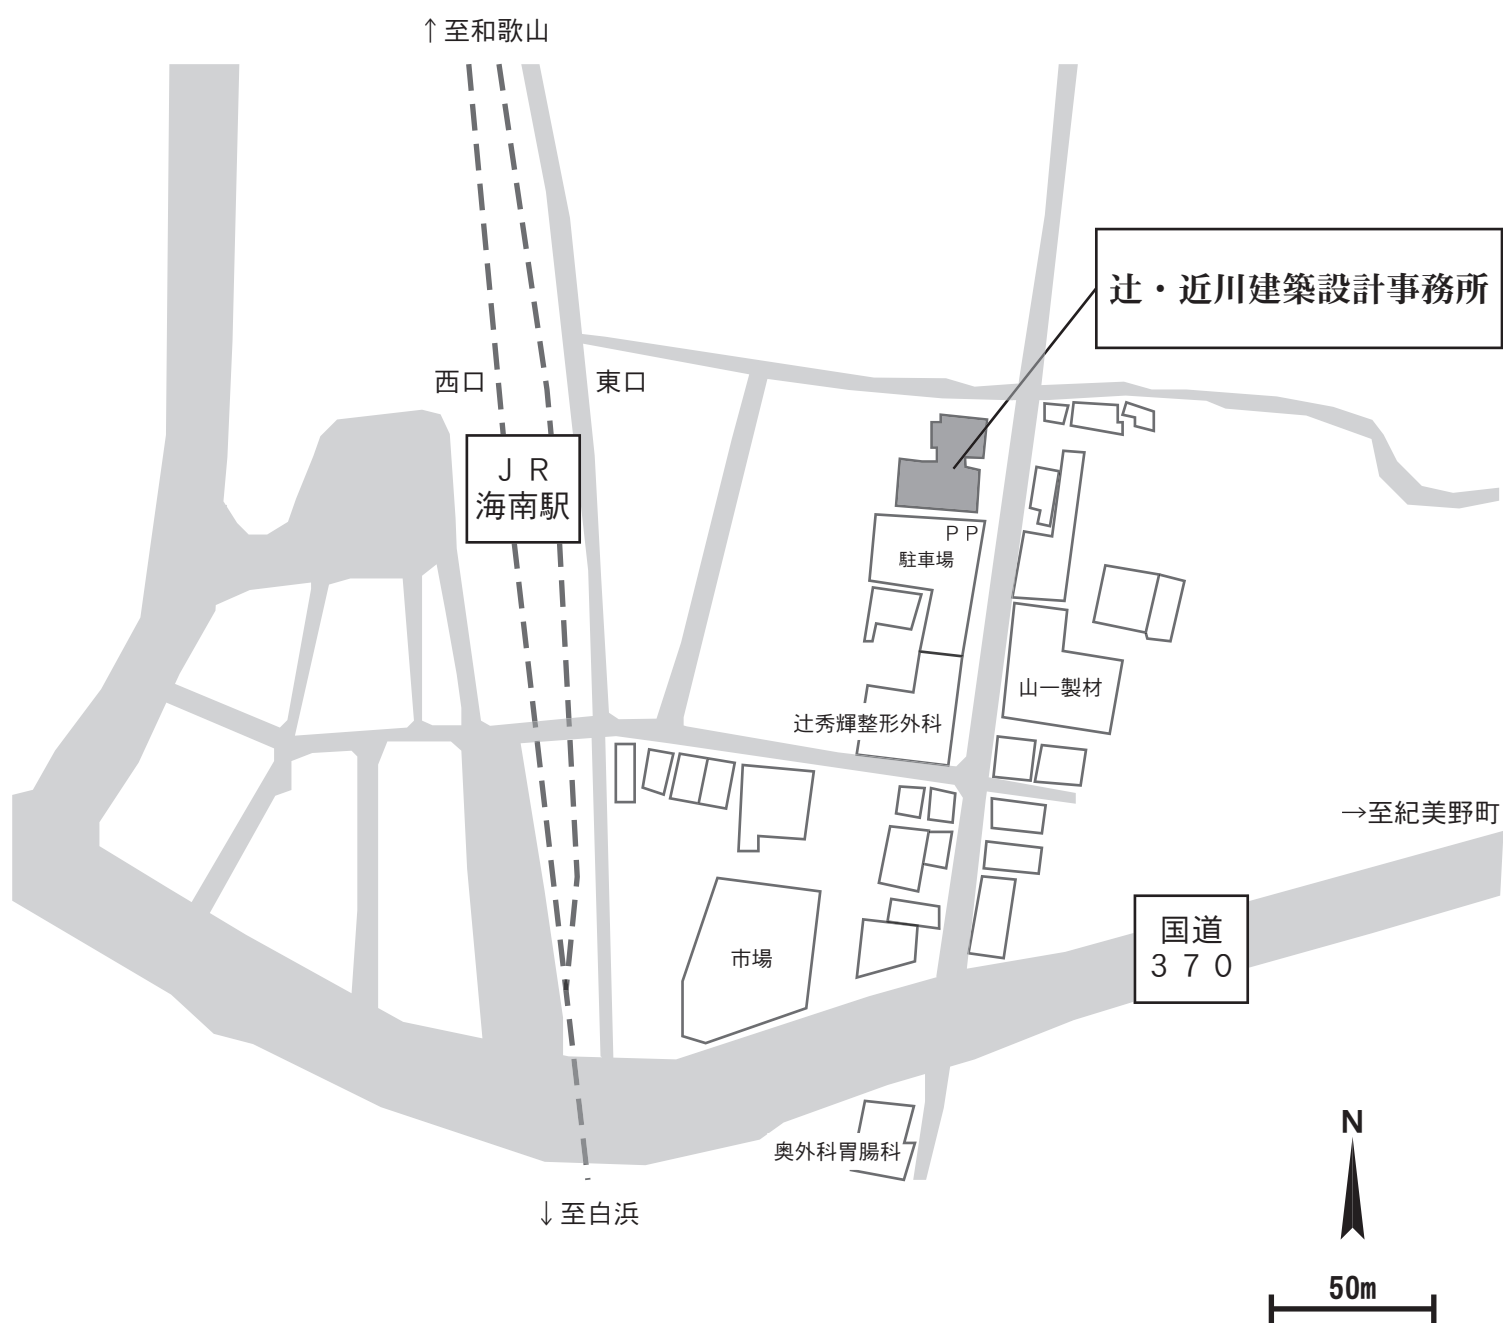 ↑至和歌山
辻・近川建築設計事務所
西口
東口
ＪＲ
海南駅
ＰＰ
駐車場
山一製材
辻秀輝整形外科
→至紀美野町
国道
３７０
市場
N
奥外科胃腸科
↓至白浜
50m